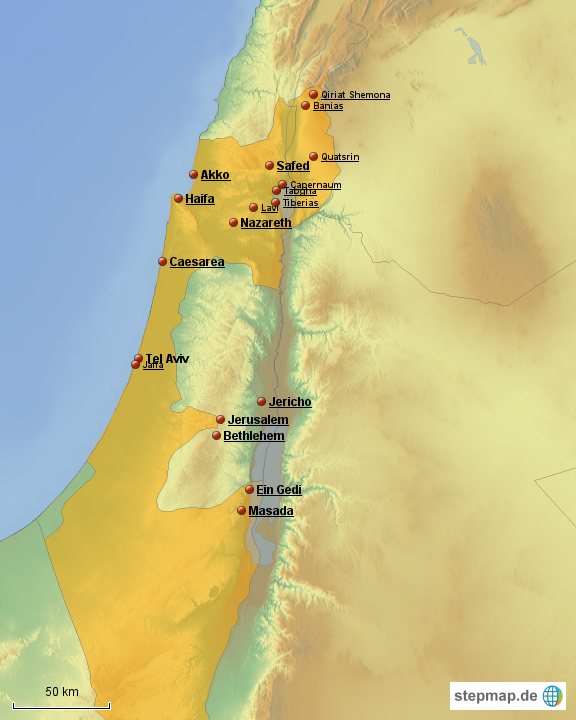 Qiriat Shemona
Banias
Quatsrin
Safed
Akko
Capernaum
Tabgha
Haifa
Tiberias
Lavi
Nazareth
Caesarea
Tel Aviv
Jaffa
Jericho
Jerusalem
Bethlehem
Ein Gedi
Masada
50 km
stepmap.de